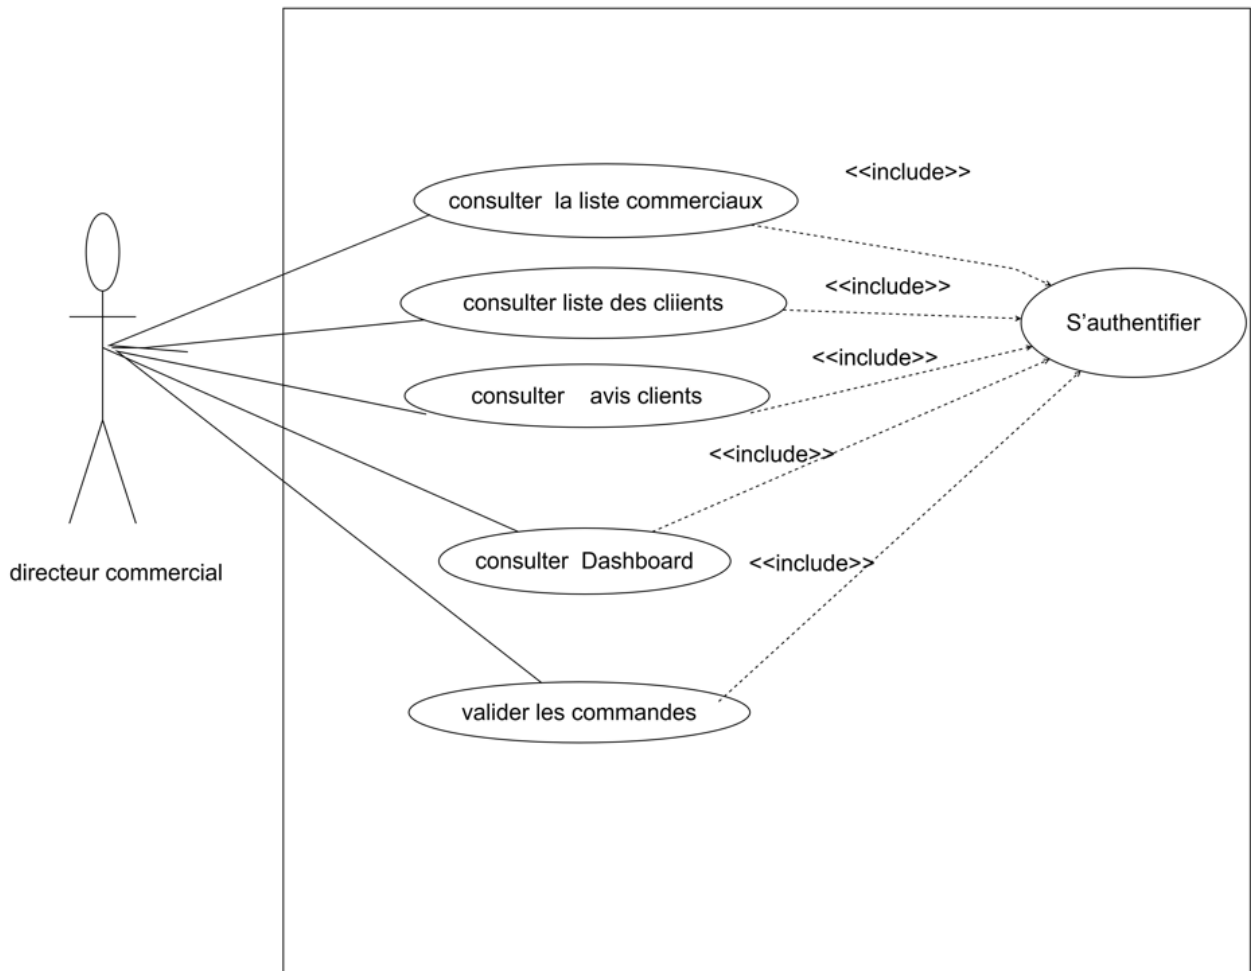 <<include>>
consulter  la liste commerciaux
<<include>>
consulter liste des cliients
S'authentifier
<<include>>
consulter    avis clients
<<include>>
consulter  Dashboard
<<include>>
directeur commercial
valider les commandes